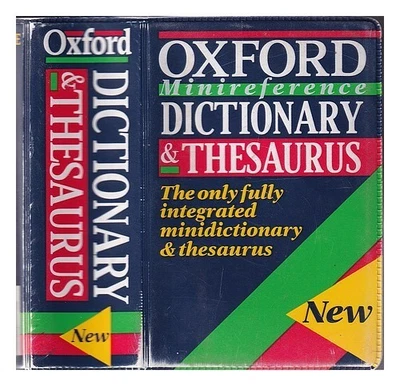 Oxford
DICTIONARY
& THESAURUS
New
OXFORD
Minireference
DICTIONARY
& THESAURUS
The only fully
integrated
minidictionary
& thesaurus
New